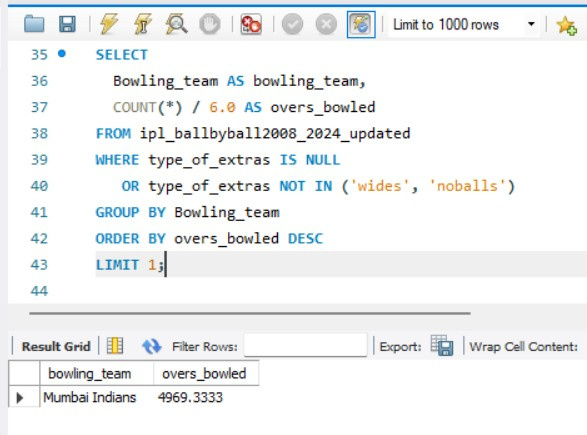 Limit to 1000 rows
35 SELECT
36 Bowling_team AS bowling_team,
37 COUNT(*) / 6.0 AS overs_bowled
38 FROM ipl_ballbyball2008_2024_updated
39 WHERE type_of_extras IS NULL
40 OR type_of_extras NOT IN ('wides', 'noballs')
41 GROUP BY Bowling_team
42 ORDER BY overs_bowled DESC
43 LIMIT 1;
44
Result Grid Filter Rows: Export: Wrap Cell Content:
bowling_team overs_bowled
Mumbai Indians 4969.3333